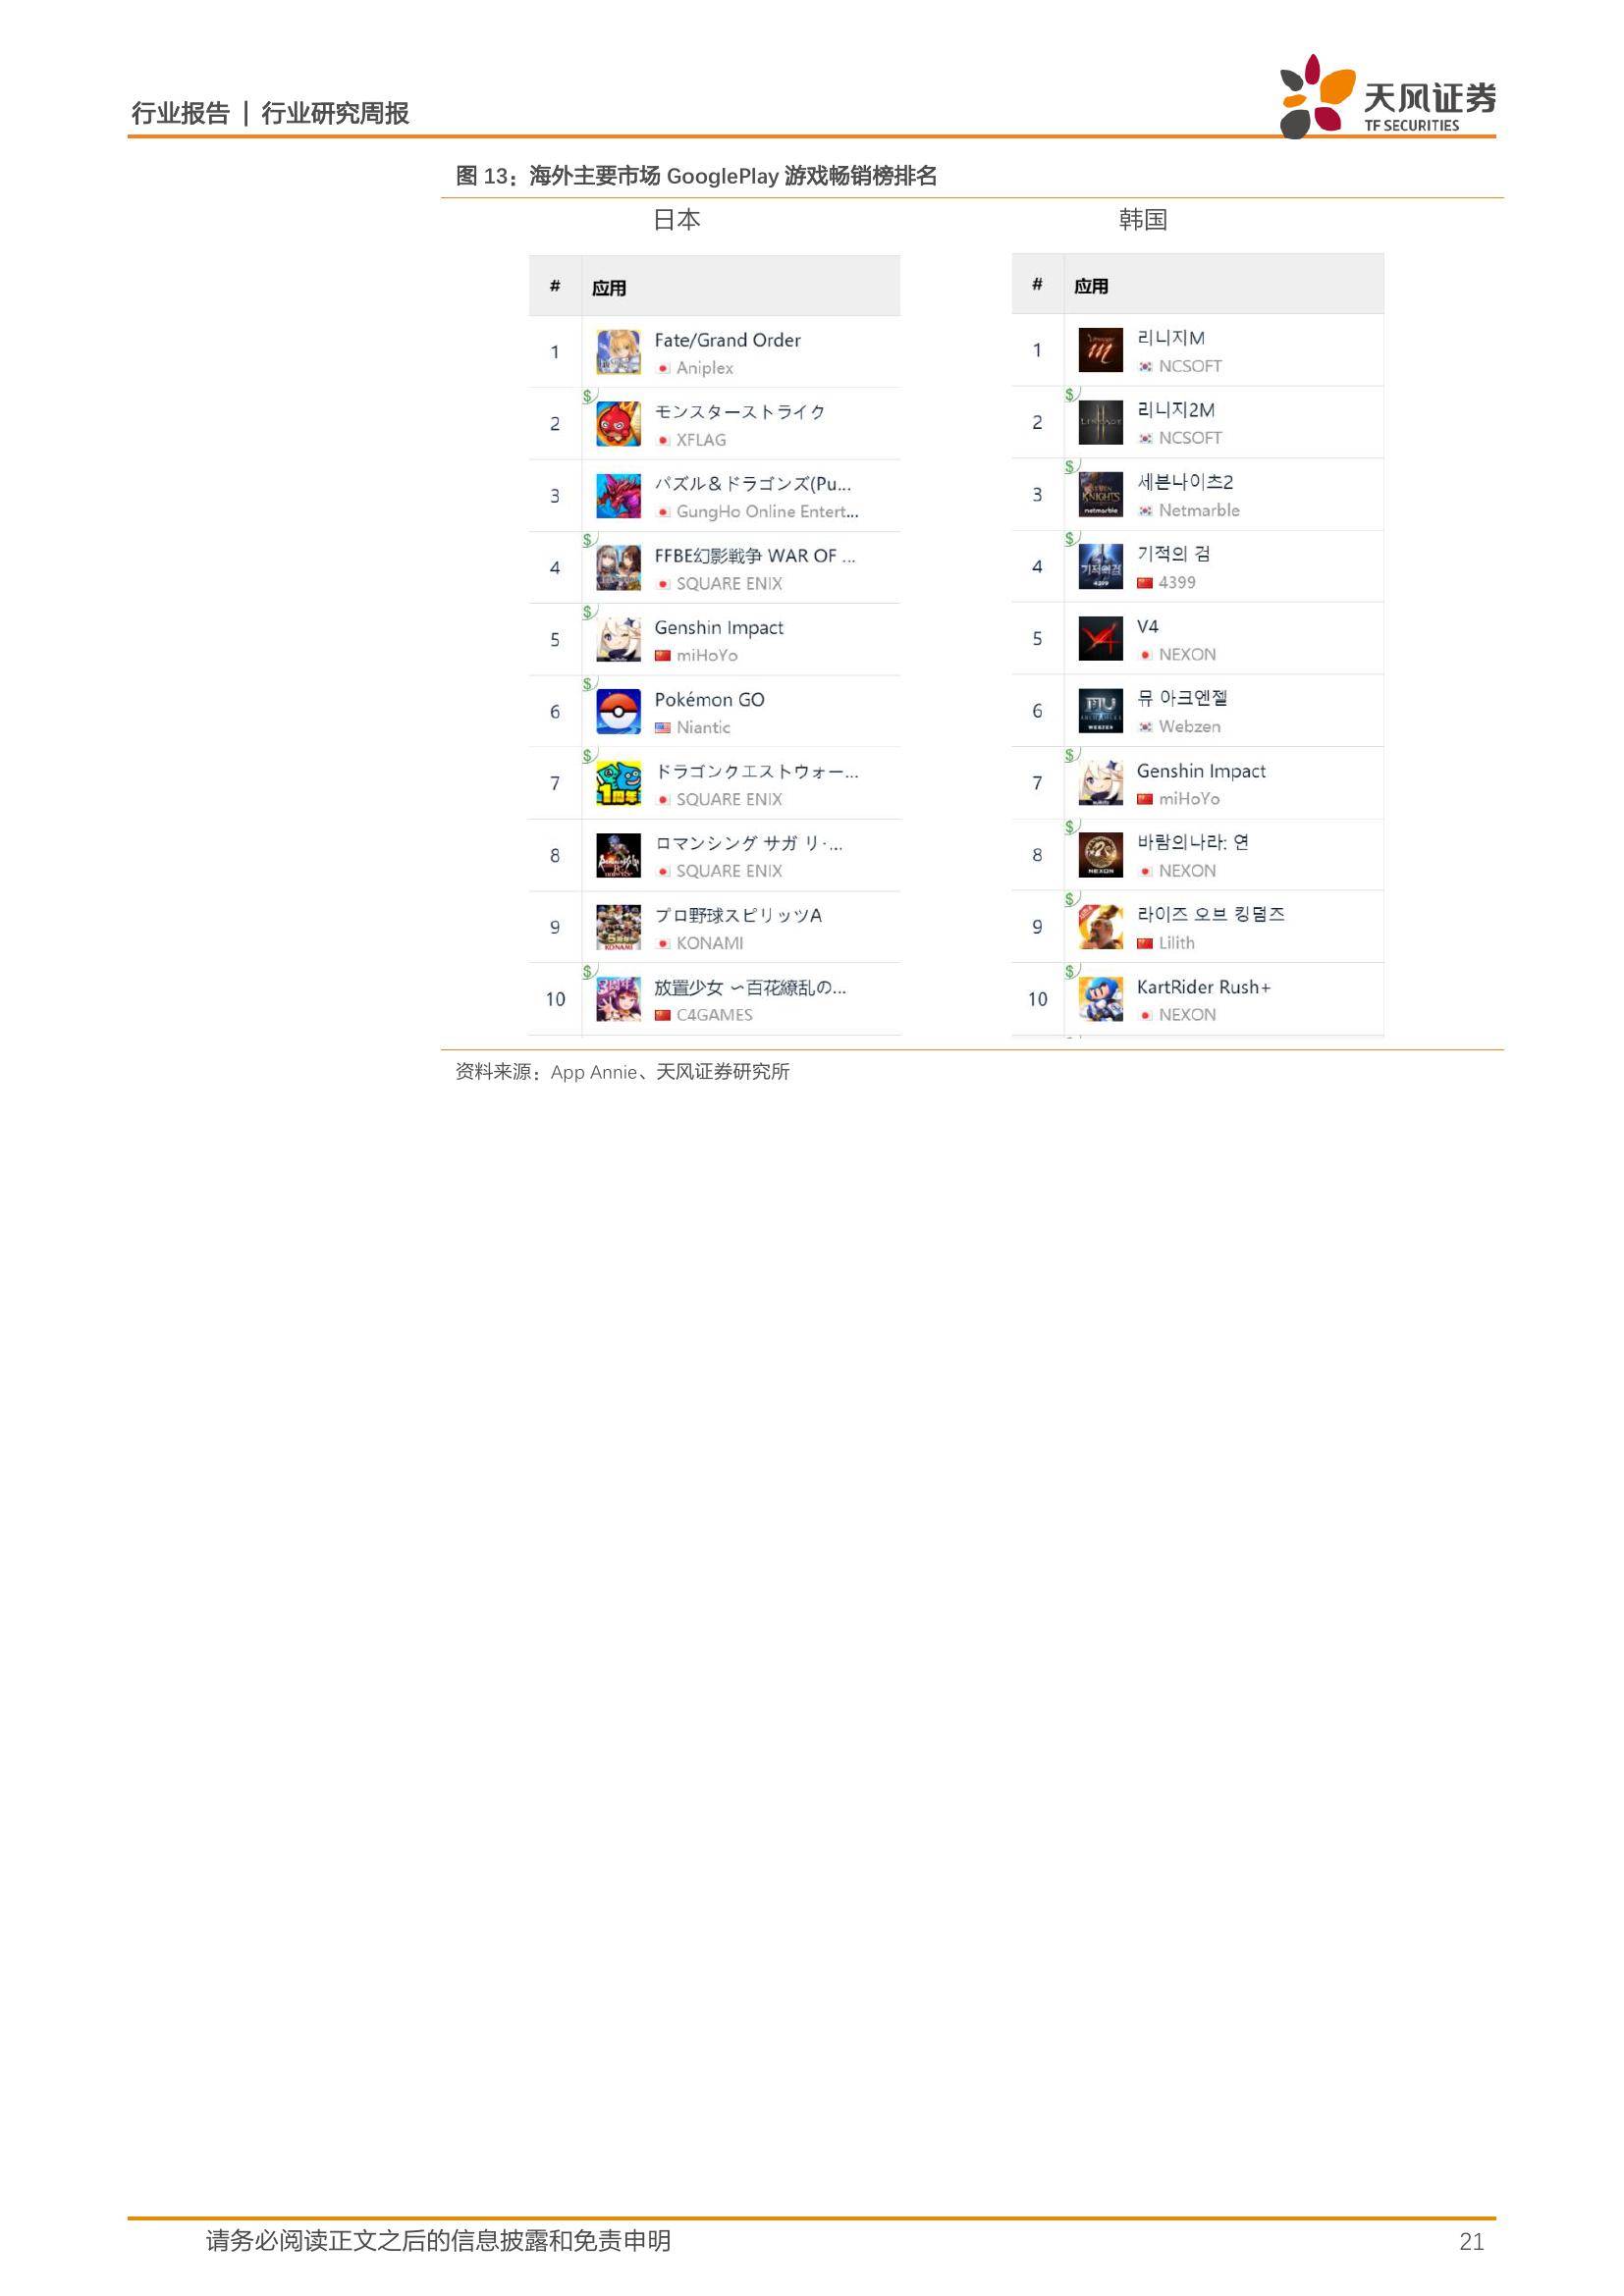 行业报告 | 行业研究周报
天风证券
TF SECURITIES
图 13：海外主要市场 GooglePlay 游戏畅销榜排名
日本
# 应用
1 Fate/Grand Order
Aniplex
$
2 モンスターストライク
XFLAG
3 パズル＆ドラゴンズ(Pu...
GungHo Online Entert...
$
4 FFBE幻影戦争 WAR OF ...
SQUARE ENIX
$
5 Genshin Impact
miHoYo
$
6 Pokémon GO
Niantic
$
7 ドラゴンクエストウォー...
SQUARE ENIX
8 ロマンシング サガ リ·...
SQUARE ENIX
9 プロ野球スピリッツA
KONAMI
$
10 放置少女 ～百花繚乱の...
C4GAMES
韩国
# 应用
1 리니지M
NCSOFT
$
2 리니지2M
NCSOFT
$
3 세븐나이츠2
Netmarble
$
4 기적의 검
4399
5 V4
NEXON
6 뮤 아크엔젤
Webzen
$
7 Genshin Impact
miHoYo
$
8 바람의나라: 연
NEXON
$
9 라이즈 오브 킹덤즈
Lilith
$
10 KartRider Rush+
NEXON
资料来源：App Annie、天风证券研究所
请务必阅读正文之后的信息披露和免责申明
21